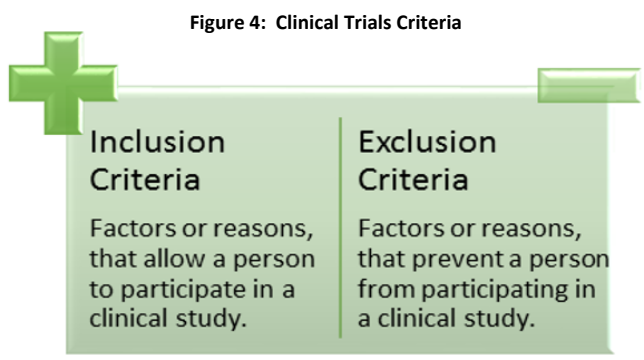 Figure 4:  Clinical Trials Criteria
Inclusion
Criteria
Factors or reasons,
that allow a person
to participate in a
clinical study.
Exclusion
Criteria
Factors or reasons,
that prevent a person
from participating in
a clinical study.